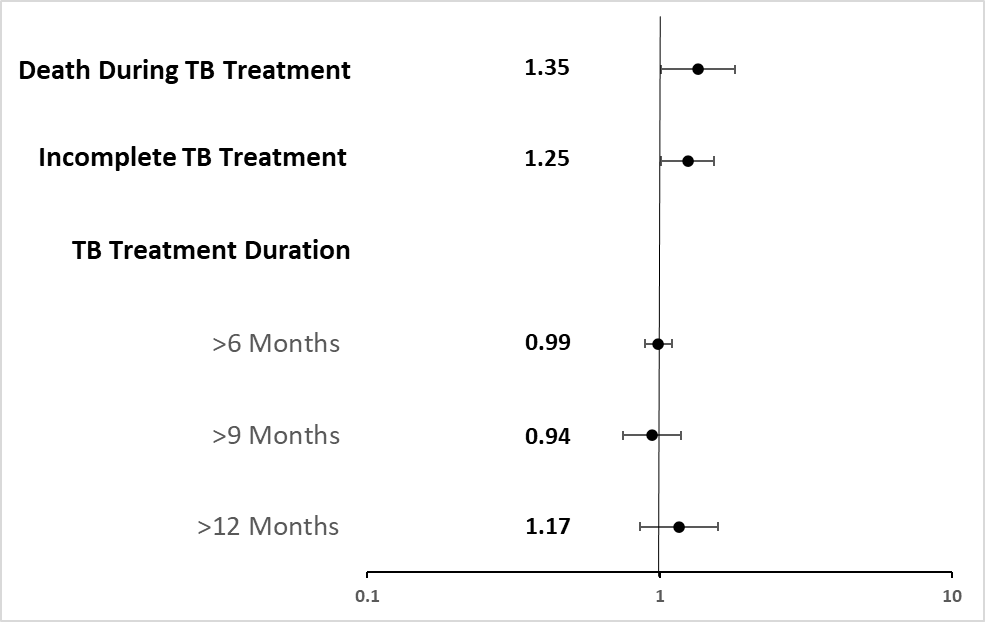 Death During TB Treatment 1.35
Incomplete TB Treatment 1.25
TB Treatment Duration
>6 Months 0.99
>9 Months 0.94
>12 Months 1.17
0.1 1 10